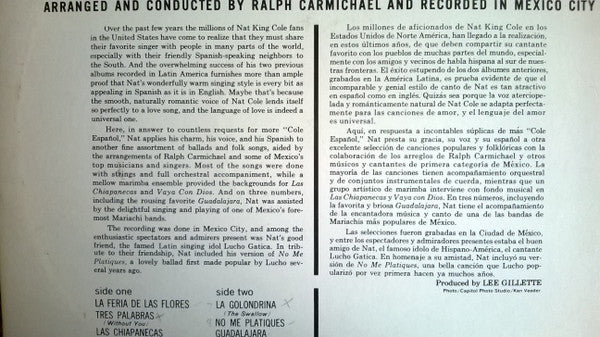 ARRANGED AND CONDUCTED BY RALPH CARMICHAEL AND RECORDED IN MEXICO CITY
Over the past few years the millions of Nat King Cole fans
in the United States have come to realize that they must share
their favorite singer with people in many parts of the world,
especially with their friendly Spanish-speaking neighbors to
the South. And the overwhelming success of his two previous
albums recorded in Latin America furnishes more than ample
proof that Nat's wonderfully warm singing style is every bit as
appealing in Spanish as it is in English. Maybe that's because
the smooth, naturally romantic voice of Nat Cole lends itself
so perfectly to a love song, and the language of love is indeed a
universal one.
Here, in answer to countless requests for more "Cole
Español," Nat applies his charm, his voice, and his Spanish to
another fine assortment of ballads and folk songs, aided by
the arrangements of Ralph Carmichael and some of Mexico's
top musicians and singers. Most of the songs were done
with strings and full orchestral accompaniment, while a
mellow marimba ensemble provided the backgrounds for Las
Chiapanecas and Vaya Con Dios. And on three numbers,
including the rousing favorite Guadalajara, Nat was assisted
by the delightful singing and playing of one of Mexico's fore-
most Mariachi bands.
The recording was done in Mexico City, and among the
enthusiastic spectators and admirers present was Nat's good
friend, the famed Latin singing idol Lucho Gatica. In trib-
ute to their friendship, Nat included his version of No Me
Platiques, a lovely ballad first made popular by Lucho sev-
eral years ago.
side one
LA FERIA DE LAS FLORES
TRES PALABRAS
(Without You)
LAS CHIAPANECAS
side two
LA GOLONDRINA
(The Swallow)
NO ME PLATIQUES
GUADALAJARA
Los millones de aficionados de Nat King Cole en los
Estados Unidos de Norte América, han llegado a la realización,
en estos últimos años, de que deben compartir su cantante
favorito con los pueblos de muchas partes del mundo, especial-
mente con los amigos y vecinos de habla hispana al sur de nues-
tras fronteras. El éxito estupendo de los dos álbumes anteriores,
grabados en la América Latina, es prueba evidente de que el
incomparable y genial estilo de canto de Nat es tan atractivo
en español como en inglés. Quizás sea porque la voz aterciope-
lada y románticamente natural de Nat Cole se adapta perfecta-
mente para las canciones de amor, y el lenguaje del amor
es universal.
Aquí, en respuesta a incontables súplicas de más "Cole
Español," Nat presta su gracia, su voz y su español a otra
excelente selección de canciones populares y folklóricas con la
colaboración de los arreglos de Ralph Carmichael y otros
músicos y cantantes de primera categoría de México. La
mayoría de las canciones tienen acompañamiento orquestral
y de conjuntos instrumentales de cuerda, mientras que un
grupo artístico de marimba interviene con fondo musical en
Las Chiapanecas y Vaya con Dios. En tres números, incluyendo
la favorita y briosa Guadalajara, Nat tiene el acompañamiento
de la encantadora música y canto de una de las bandas de
Mariachis más populares de México.
Las selecciones fueron grabadas en la Ciudad de México,
y entre los espectadores y admiradores presentes estaba el buen
amigo de Nat, el famoso idolo de Hispano-América, el cantante
Lucho Gatica. En homenaje a su amistad, Nat incluyó su ver-
sión de No Me Platiques, una bella canción que Lucho pop-
ularizó por vez primera hace ya muchos años.
Produced by LEE GILLETTE
Photo: Capitol Photo Studio/Ken Veeder